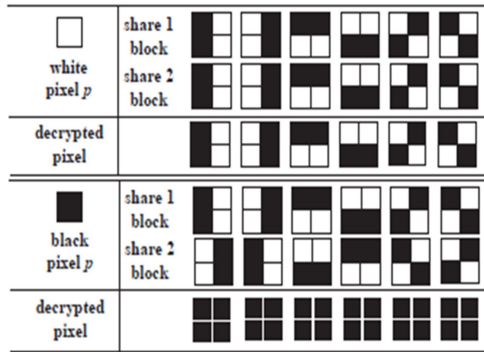 share 1
block
white
pixel p
share 2
block
decrypted
pixel
share 1
block
black
pixel p
share 2
block
decrypted
pixel